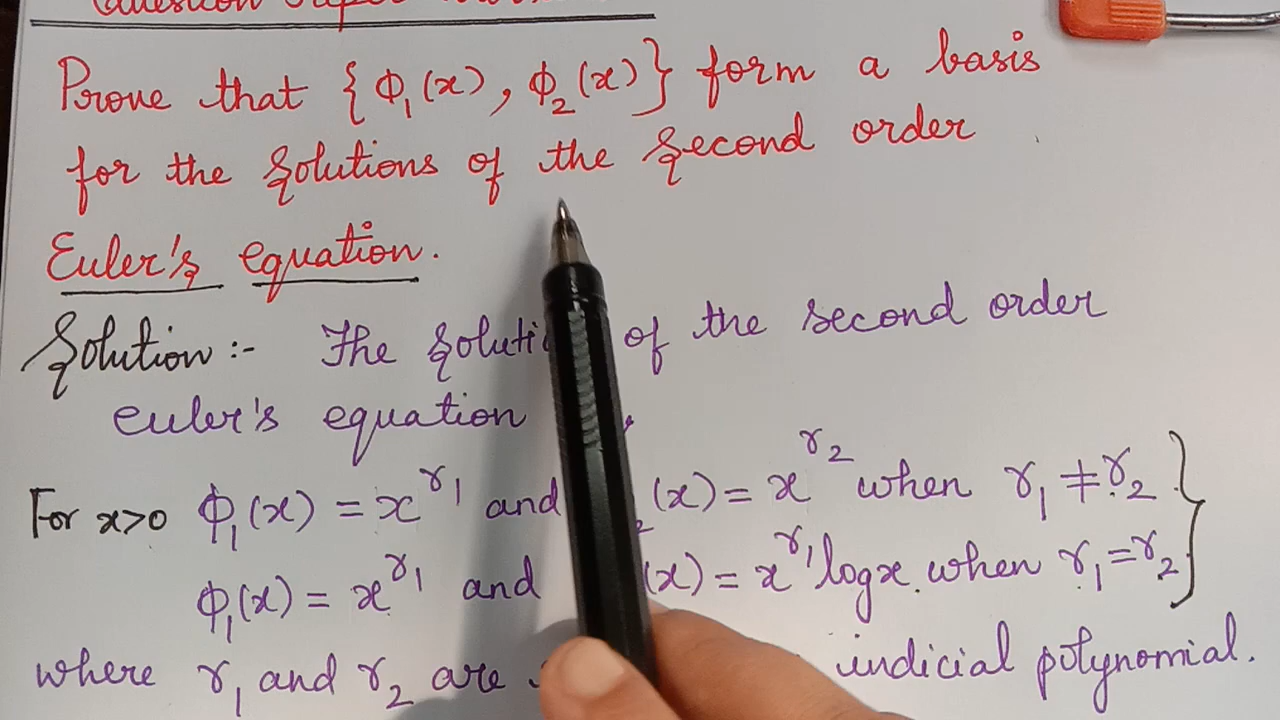 Prove that {Φ₁(x), Φ₂(x)} form a basis
for the solutions of the second order
Euler's equation.
Solution :- The of the second order
euler's equation
For x>0 Φ₁(x) = x^r₁ and ₂(x) = x^r₂ when r₁ ≠ r₂ }
Φ₁(x) = x^r₁ and (x) = x^r₁ log x when r₁ = r₂
where r₁ and r₂ are indicial polynomial.